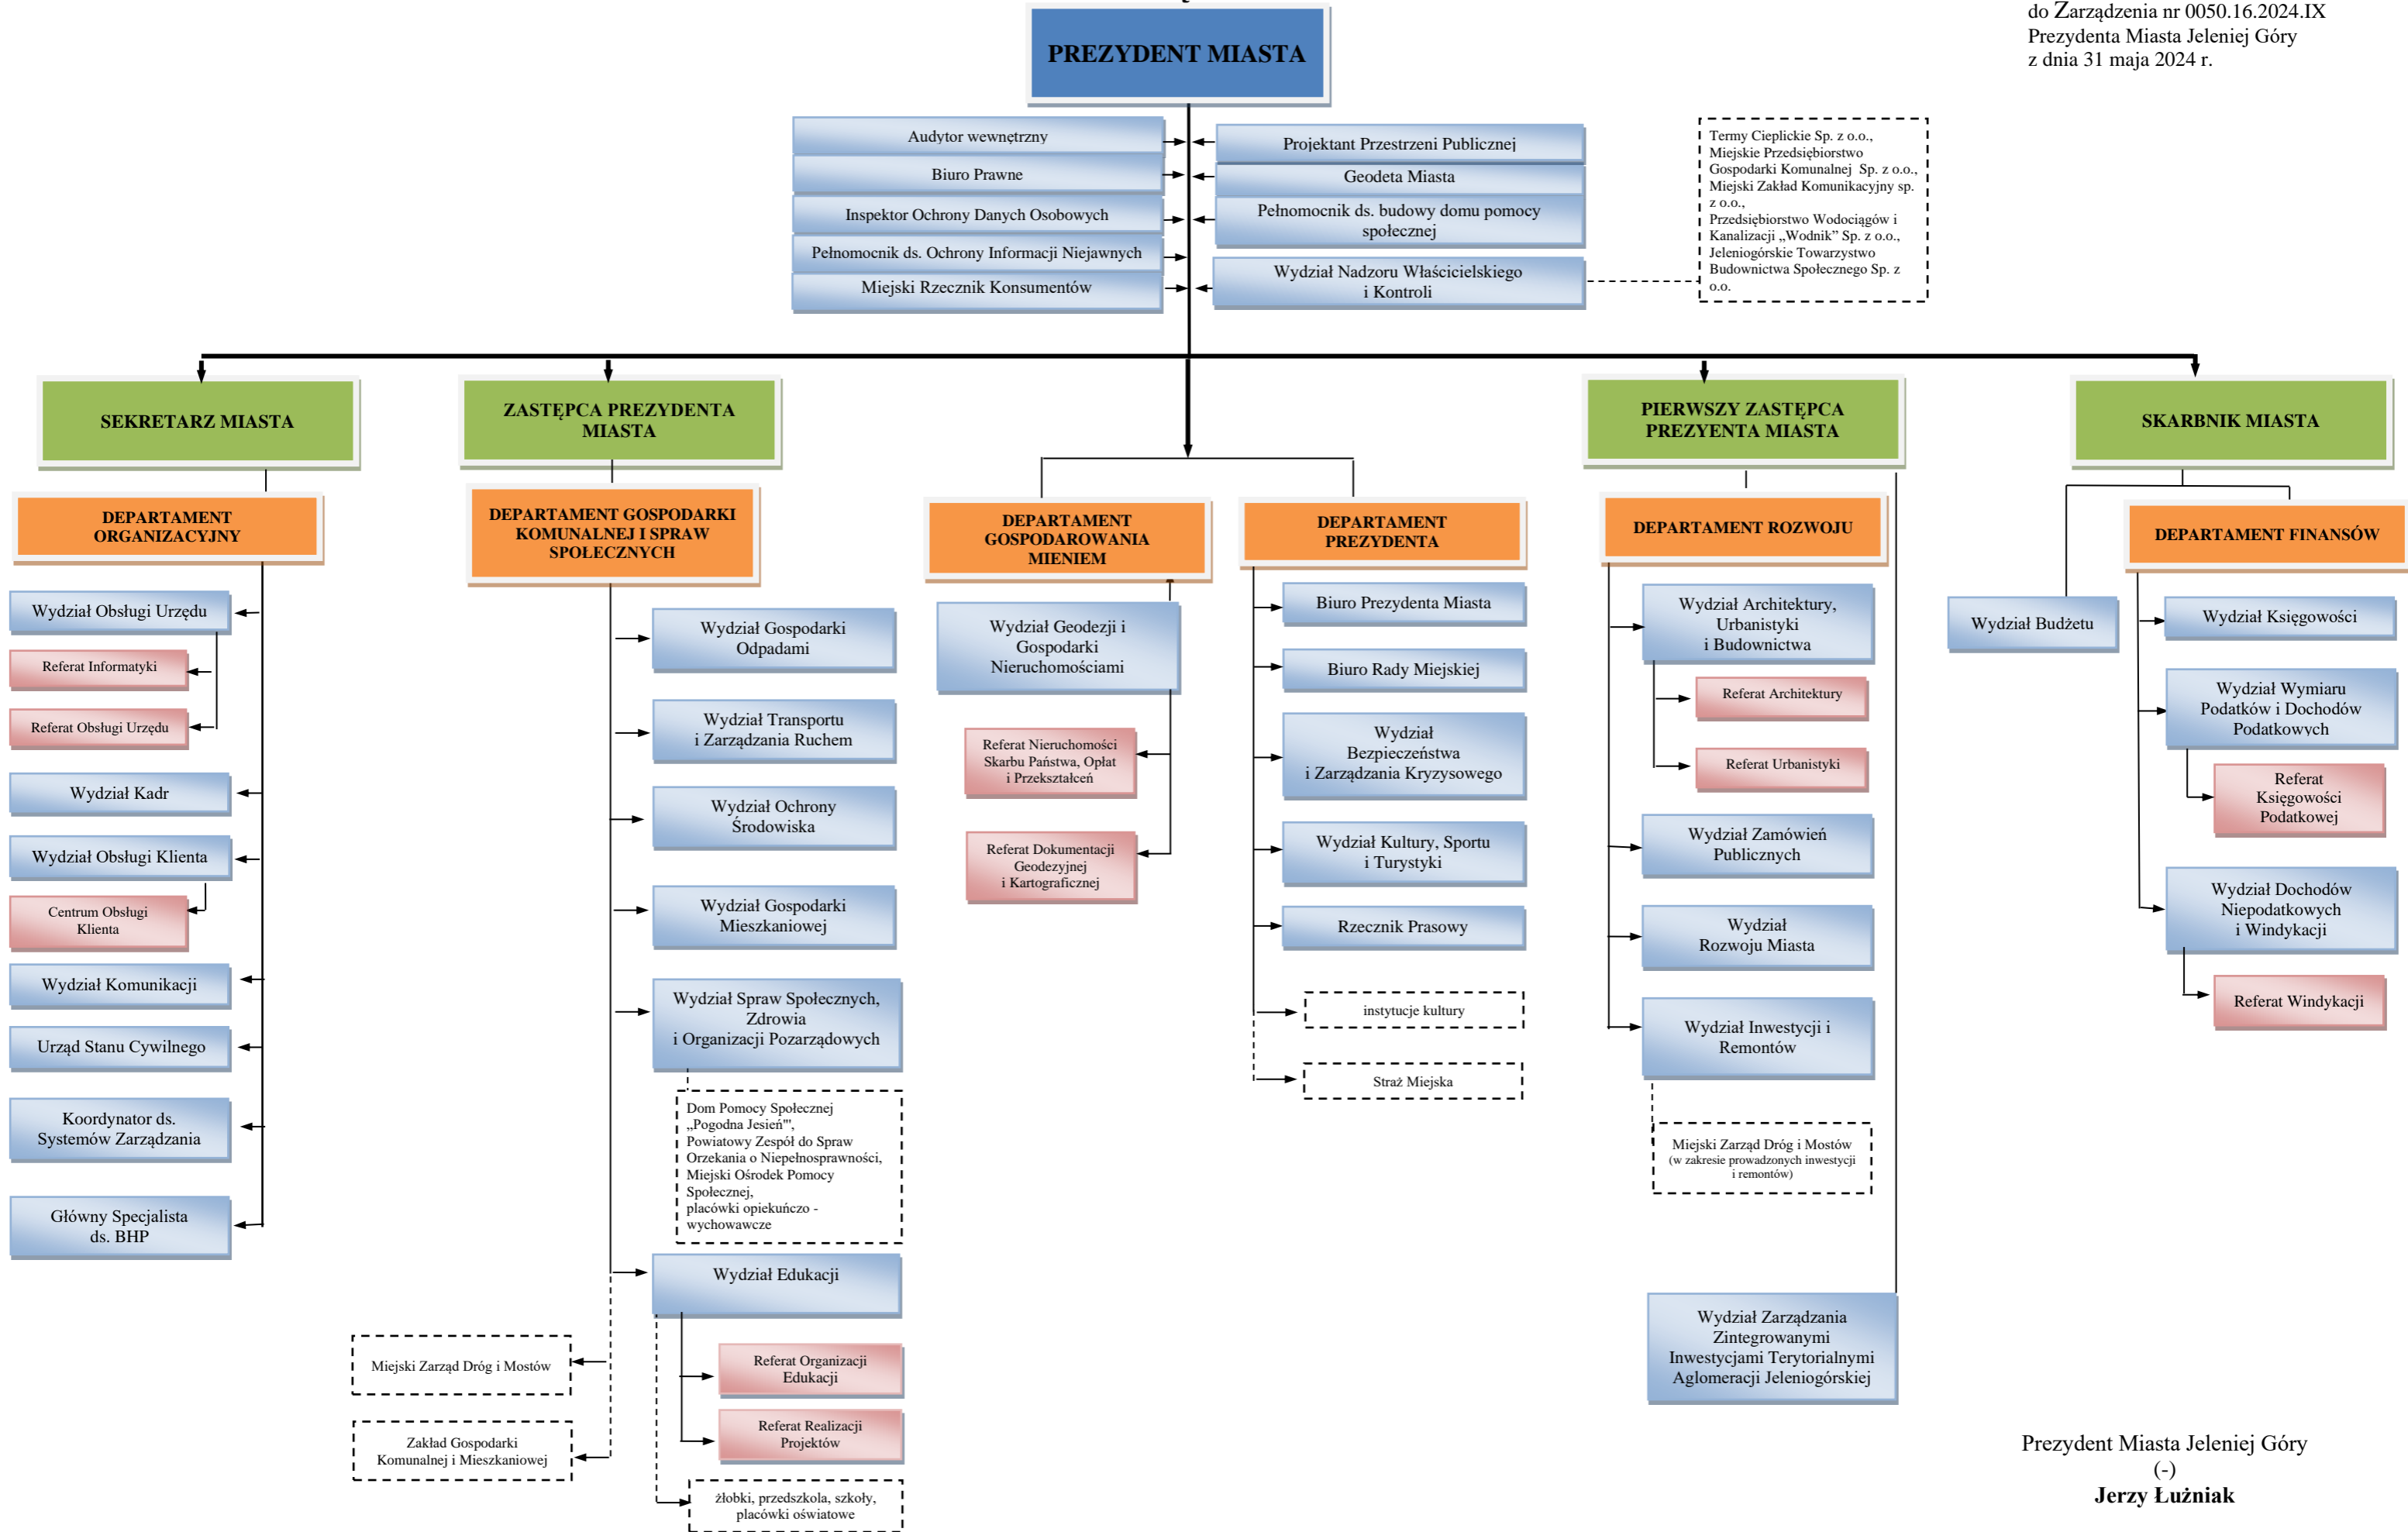 do Zarządzenia nr 0050.16.2024.IX
Prezydenta Miasta Jeleniej Góry
z dnia 31 maja 2024 r.
PREZYDENT MIASTA
Audytor wewnętrzny
Biuro Prawne
Inspektor Ochrony Danych Osobowych
Pełnomocnik ds. Ochrony Informacji Niejawnych
Miejski Rzecznik Konsumentów
Projektant Przestrzeni Publicznej
Geodeta Miasta
Pełnomocnik ds. budowy domu pomocy
społecznej
Wydział Nadzoru Właścicielskiego
i Kontroli
Termy Cieplickie Sp. z o.o.,
Miejskie Przedsiębiorstwo
Gospodarki Komunalnej Sp. z o.o.,
Miejski Zakład Komunikacyjny sp.
z o.o.,
Przedsiębiorstwo Wodociągów i
Kanalizacji „Wodnik” Sp. z o.o.,
Jeleniogórskie Towarzystwo
Budownictwa Społecznego Sp. z
o.o.
SEKRETARZ MIASTA
DEPARTAMENT
ORGANIZACYJNY
Wydział Obsługi Urzędu
Referat Informatyki
Referat Obsługi Urzędu
Wydział Kadr
Wydział Obsługi Klienta
Centrum Obsługi
Klienta
Wydział Komunikacji
Urząd Stanu Cywilnego
Koordynator ds.
Systemów Zarządzania
Główny Specjalista
ds. BHP
ZASTĘPCA PREZYDENTA
MIASTA
DEPARTAMENT GOSPODARKI
KOMUNALNEJ I SPRAW
SPOŁECZNYCH
Wydział Gospodarki
Odpadami
Wydział Transportu
i Zarządzania Ruchem
Wydział Ochrony
Środowiska
Wydział Gospodarki
Mieszkaniowej
Wydział Spraw Społecznych,
Zdrowia
i Organizacji Pozarządowych
Dom Pomocy Społecznej
„Pogodna Jesień"',
Powiatowy Zespół do Spraw
Orzekania o Niepełnosprawności,
Miejski Ośrodek Pomocy
Społecznej,
placówki opiekuńczo -
wychowawcze
Wydział Edukacji
Referat Organizacji
Edukacji
Referat Realizacji
Projektów
żłobki, przedszkola, szkoły,
placówki oświatowe
Miejski Zarząd Dróg i Mostów
Zakład Gospodarki
Komunalnej i Mieszkaniowej
DEPARTAMENT
GOSPODAROWANIA
MIENIEM
Wydział Geodezji i
Gospodarki
Nieruchomościami
Referat Nieruchomości
Skarbu Państwa, Opłat
i Przekształceń
Referat Dokumentacji
Geodezyjnej
i Kartograficznej
DEPARTAMENT
PREZYDENTA
Biuro Prezydenta Miasta
Biuro Rady Miejskiej
Wydział
Bezpieczeństwa
i Zarządzania Kryzysowego
Wydział Kultury, Sportu
i Turystyki
Rzecznik Prasowy
instytucje kultury
Straż Miejska
PIERWSZY ZASTĘPCA
PREZYENTA MIASTA
DEPARTAMENT ROZWOJU
Wydział Architektury,
Urbanistyki
i Budownictwa
Referat Architektury
Referat Urbanistyki
Wydział Zamówień
Publicznych
Wydział
Rozwoju Miasta
Wydział Inwestycji i
Remontów
Miejski Zarząd Dróg i Mostów
(w zakresie prowadzonych inwestycji
i remontów)
Wydział Zarządzania
Zintegrowanymi
Inwestycjami Terytorialnymi
Aglomeracji Jeleniogórskiej
SKARBNIK MIASTA
Wydział Budżetu
DEPARTAMENT FINANSÓW
Wydział Księgowości
Wydział Wymiaru
Podatków i Dochodów
Podatkowych
Referat
Księgowości
Podatkowej
Wydział Dochodów
Niepodatkowych
i Windykacji
Referat Windykacji
Prezydent Miasta Jeleniej Góry
(-)
Jerzy Łużniak